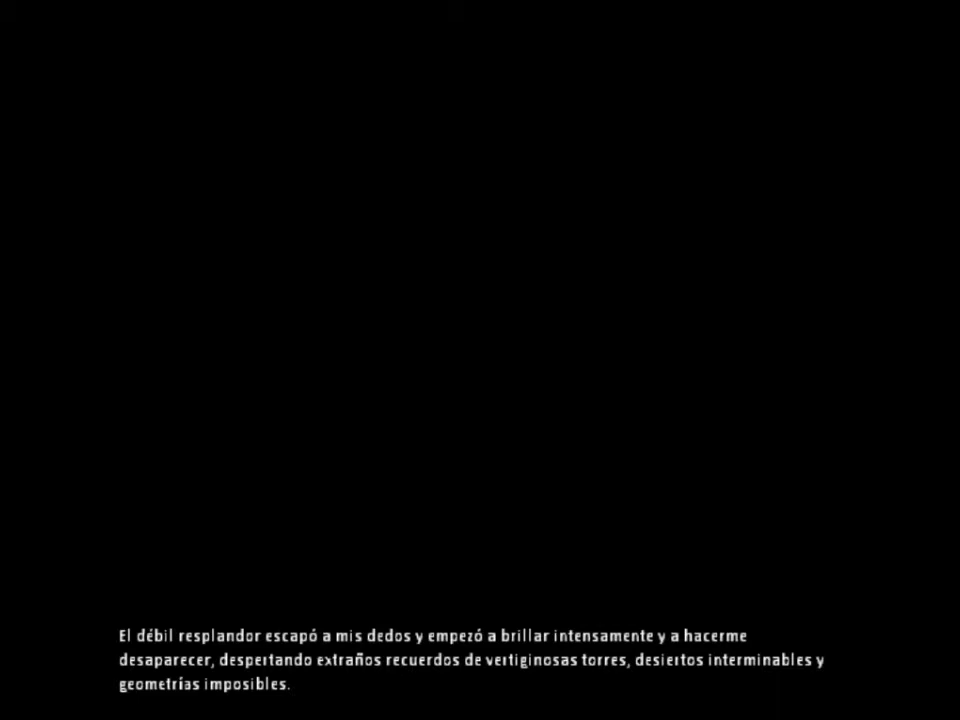 El débil resplandor escapó a mis dedos y empezó a brillar intensamente y a hacerme
desaparecer, despertando extraños recuerdos de vertiginosas torres, desiertos interminables y
geometrías imposibles.